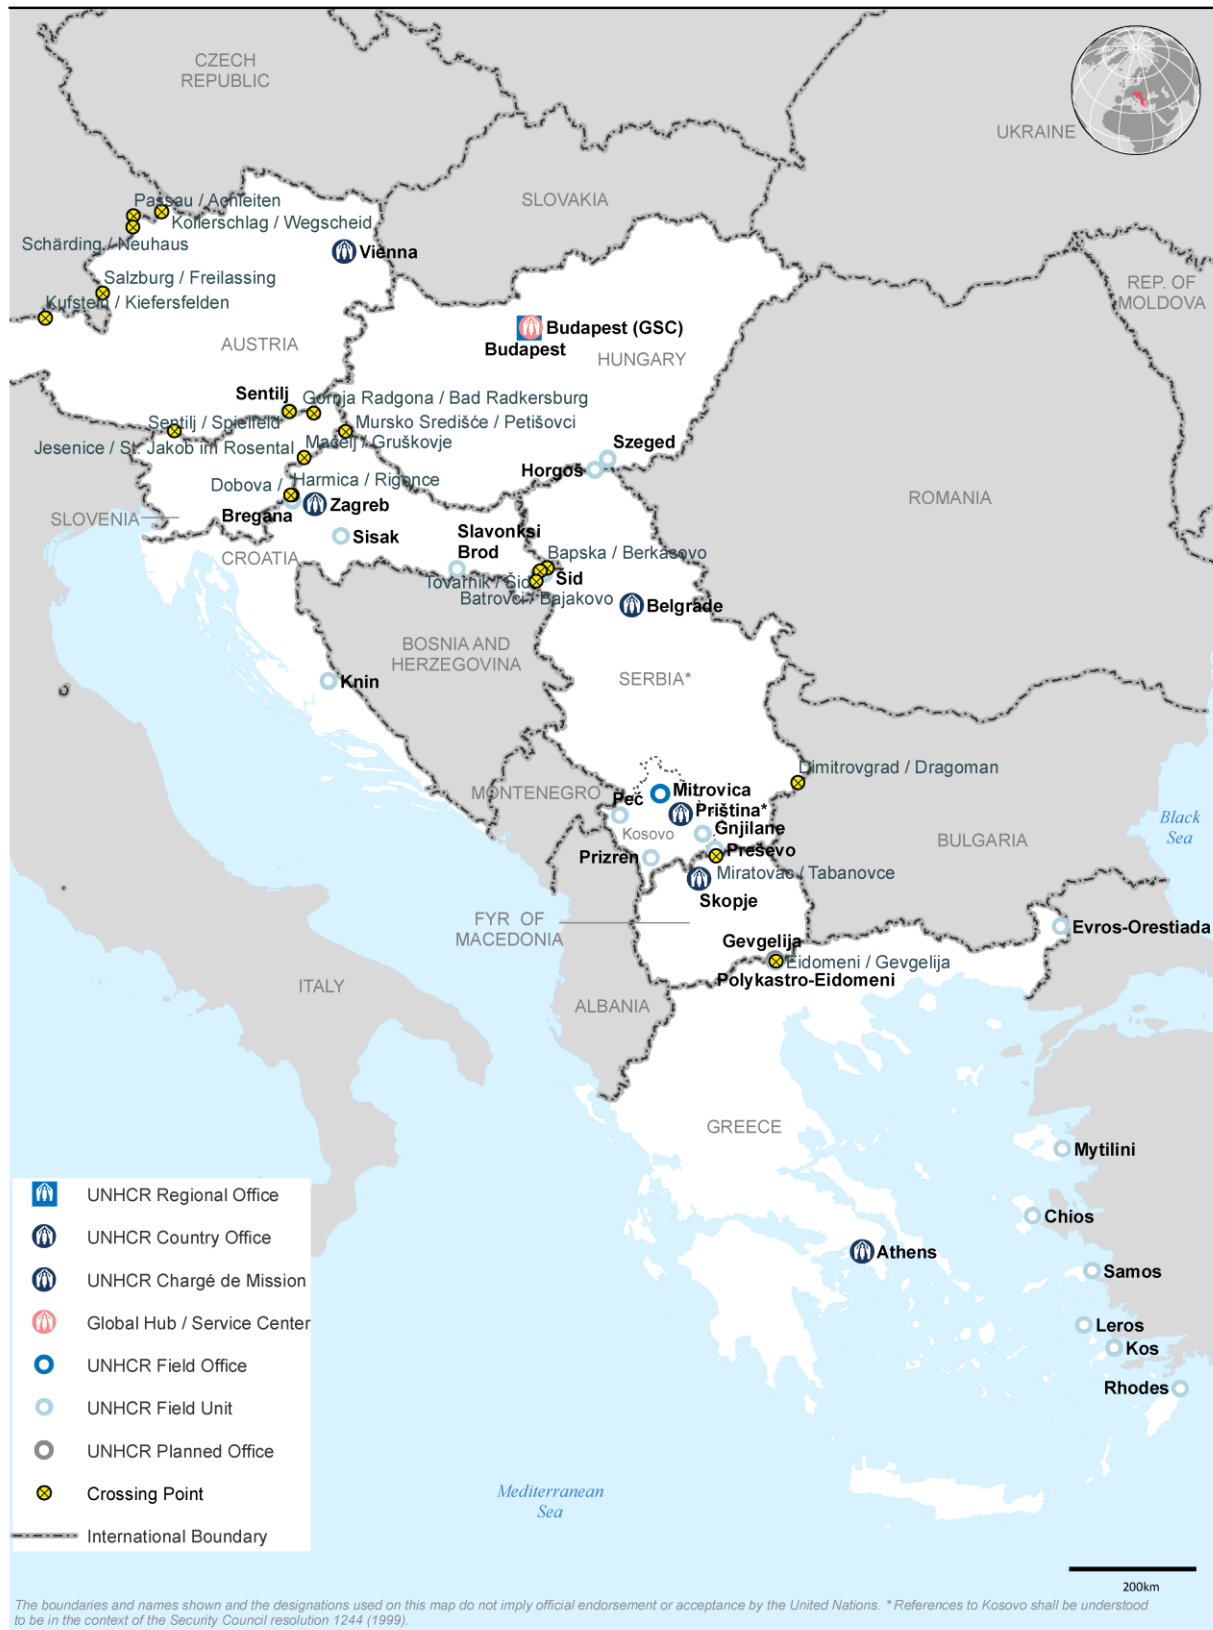 CZECH
REPUBLIC
UKRAINE
SLOVAKIA
Passau / Achleiten
Kollerschlag / Wegscheid
Schärding / Neuhaus
Vienna
Salzburg / Freilassing
Kufstein / Kiefersfelden
REP. OF
MOLDOVA
Budapest (GSC)
Budapest
HUNGARY
AUSTRIA
Sentilj
Gornja Radgona / Bad Radkersburg
Sentilj / Spielfeld
Mursko Središće / Petišovci
Jesenice / St. Jakob im Rosental
Macelj / Gruškovje
Szeged
Horgoš
Dobova /
Harmica / Rigonce
Bregana
Zagreb
ROMANIA
SLOVENIA
Sisak
Slavonksi
Brod
CROATIA
Bapska / Berkasovo
Tovarnik / Šid
Šid
Batrovci / Bajakovo
Belgrade
BOSNIA AND
HERZEGOVINA
SERBIA*
Knin
Dimitrovgrad / Dragoman
MONTENEGRO
Mitrovica
Peć
Priština*
Kosovo
Gnjilane
Black
Sea
BULGARIA
Prizren
Preševo
Miratovac / Tabanovce
Skopje
FYR OF
MACEDONIA
Evros-Orestiada
Gevgelija
Eidomeni / Gevgelija
Polykastro-Eidomeni
ITALY
ALBANIA
GREECE
Mytilini
Chios
Athens
Samos
Leros
Kos
Rhodes
UNHCR Regional Office
UNHCR Country Office
UNHCR Chargé de Mission
Global Hub / Service Center
UNHCR Field Office
UNHCR Field Unit
UNHCR Planned Office
Crossing Point
International Boundary
Mediterranean
Sea
200km
The boundaries and names shown and the designations used on this map do not imply official endorsement or acceptance by the United Nations. * References to Kosovo shall be understood
to be in the context of the Security Council resolution 1244 (1999).